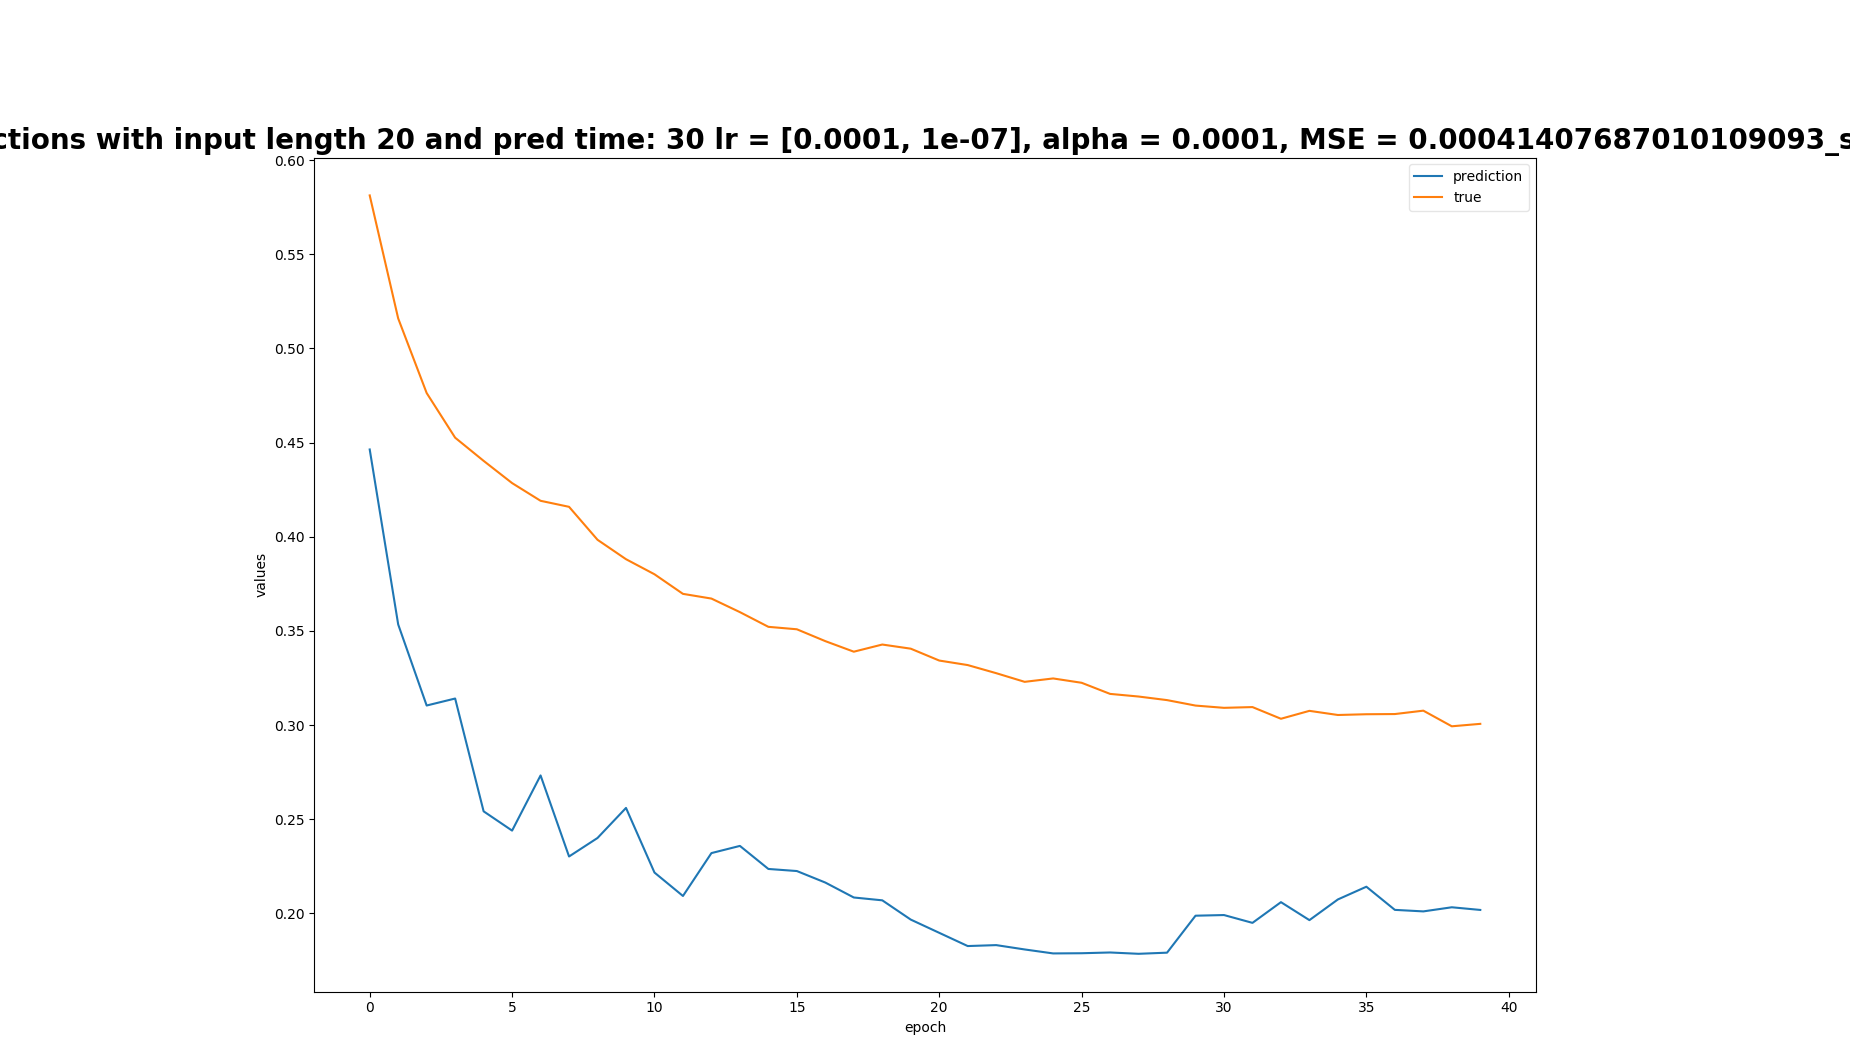 ctions with input length 20 and pred time: 30 lr = [0.0001, 1e-07], alpha = 0.0001, MSE = 0.00041407687010109093_s
prediction
true
0.60
0.55
0.50
0.45
0.40
0.35
0.30
0.25
0.20
values
0 5 10 15 20 25 30 35 40
epoch